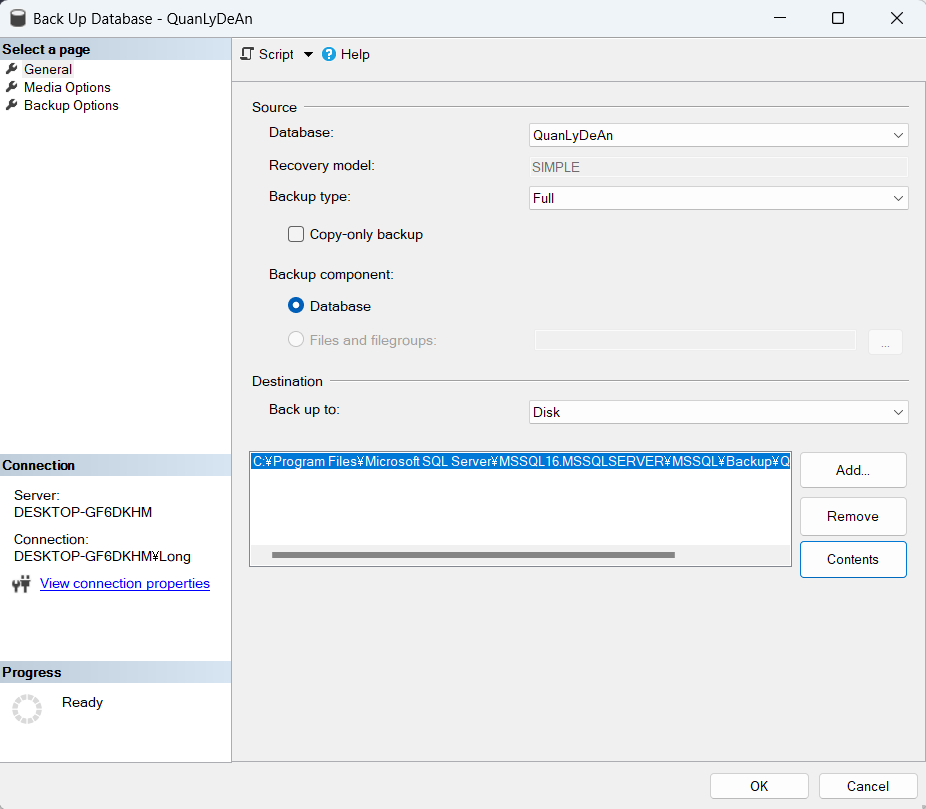 Back Up Database - QuanLyDeAn
Select a page
General
Media Options
Backup Options
Script
Help
Source
Database:
QuanLyDeAn
Recovery model:
SIMPLE
Backup type:
Full
Copy-only backup
Backup component:
Database
Files and filegroups:
...
Destination
Back up to:
Disk
C:¥Program Files¥Microsoft SQL Server¥MSSQL16.MSSQLSERVER¥MSSQL¥Backup¥Q
Add...
Remove
Contents
Connection
Server:
DESKTOP-GF6DKHM
Connection:
DESKTOP-GF6DKHM¥Long
View connection properties
Progress
Ready
OK
Cancel